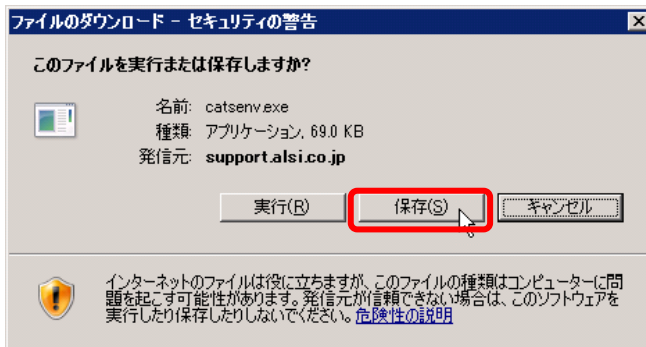 ファイルのダウンロード - セキュリティの警告
このファイルを実行または保存しますか?
名前: catsenv.exe
種類: アプリケーション, 69.0 KB
発信元: support.alsi.co.jp
実行(R) 保存(S) キャンセル
インターネットのファイルは役に立ちますが、このファイルの種類はコンピューターに問
題を起こす可能性があります。発信元が信頼できない場合は、このソフトウェアを
実行したり保存したりしないでください。危険性の説明